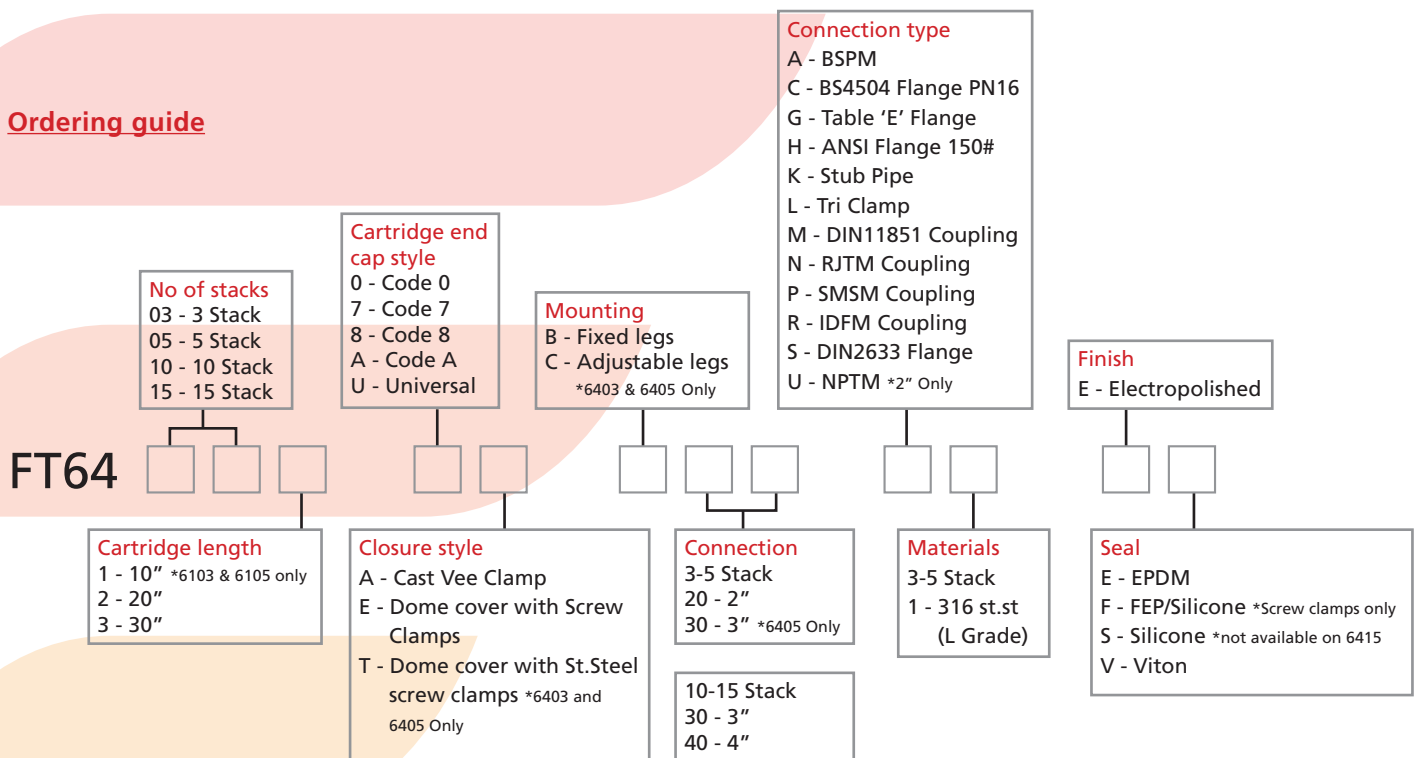 Ordering guide
Connection type
A - BSPM
C - BS4504 Flange PN16
G - Table ‘E’ Flange
H - ANSI Flange 150#
K - Stub Pipe
L - Tri Clamp
M - DIN11851 Coupling
N - RJTM Coupling
P - SMSM Coupling
R - IDFM Coupling
S - DIN2633 Flange
U - NPTM *2” Only
No of stacks
03 - 3 Stack
05 - 5 Stack
10 - 10 Stack
15 - 15 Stack
Cartridge end
cap style
0 - Code 0
7 - Code 7
8 - Code 8
A - Code A
U - Universal
Mounting
B - Fixed legs
C - Adjustable legs
*6403 & 6405 Only
Finish
E - Electropolished
FT64
Cartridge length
1 - 10” *6103 & 6105 only
2 - 20”
3 - 30”
Closure style
A - Cast Vee Clamp
E - Dome cover with Screw
Clamps
T - Dome cover with St.Steel
screw clamps *6403 and
6405 Only
Connection
3-5 Stack
20 - 2”
30 - 3” *6405 Only
10-15 Stack
30 - 3”
40 - 4”
Materials
3-5 Stack
1 - 316 st.st
(L Grade)
Seal
E - EPDM
F - FEP/Silicone *Screw clamps only
S - Silicone *not available on 6415
V - Viton